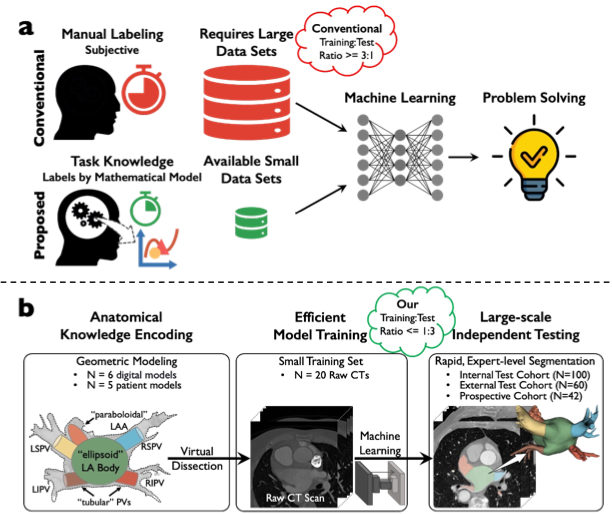 a
Conventional
Manual Labeling
Subjective
Requires Large
Data Sets
Conventional
Training:Test
Ratio >= 3:1
Machine Learning
Problem Solving
Proposed
Task Knowledge
Labels by Mathematical Model
Available Small
Data Sets
b
Anatomical
Knowledge Encoding
Efficient
Model Training
Our
Training:Test
Ratio <= 1:3
Large-scale
Independent Testing
Geometric Modeling
• N = 6 digital models
• N = 5 patient models
"paraboloidal"
LAA
LSPV
RSPV
"ellipsoid"
LA Body
LIPV
RIPV
"tubular" PVs
Virtual
Dissection
Small Training Set
• N = 20 Raw CTs
Raw CT Scan
Machine
Learning
Rapid, Expert-level Segmentation
• Internal Test Cohort (N=100)
• External Test Cohort (N=60)
• Prospective Cohort (N=42)